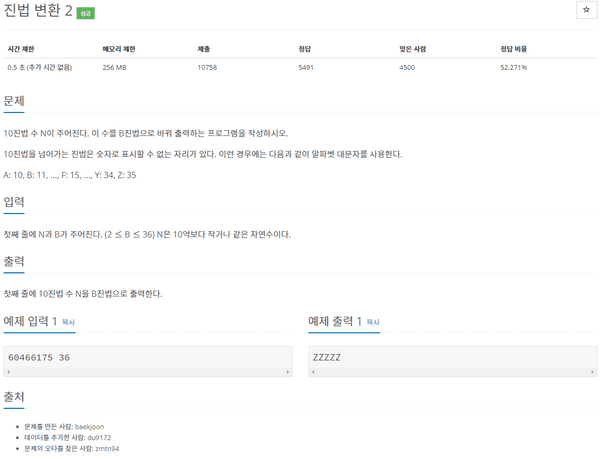 진법 변환 2 성공
☆
시간 제한 메모리 제한 제출 정답 맞은 사람 정답 비율
0.5 초 (추가 시간 없음) 256 MB 10758 5491 4500 52.271%
문제
10진법 수 N이 주어진다. 이 수를 B진법으로 바꿔 출력하는 프로그램을 작성하시오.
10진법을 넘어가는 진법은 숫자로 표시할 수 없는 자리가 있다. 이런 경우에는 다음과 같이 알파벳 대문자를 사용한다.
A: 10, B: 11, ..., F: 15, ..., Y: 34, Z: 35
입력
첫째 줄에 N과 B가 주어진다. (2 ≤ B ≤ 36) N은 10억보다 작거나 같은 자연수이다.
출력
첫째 줄에 10진법 수 N을 B진법으로 출력한다.
예제 입력 1 복사
60466175 36
예제 출력 1 복사
ZZZZZ
출처
문제를 만든 사람: baekjoon
데이터를 추가한 사람: du9172
문제의 오타를 찾은 사람: zmtn94